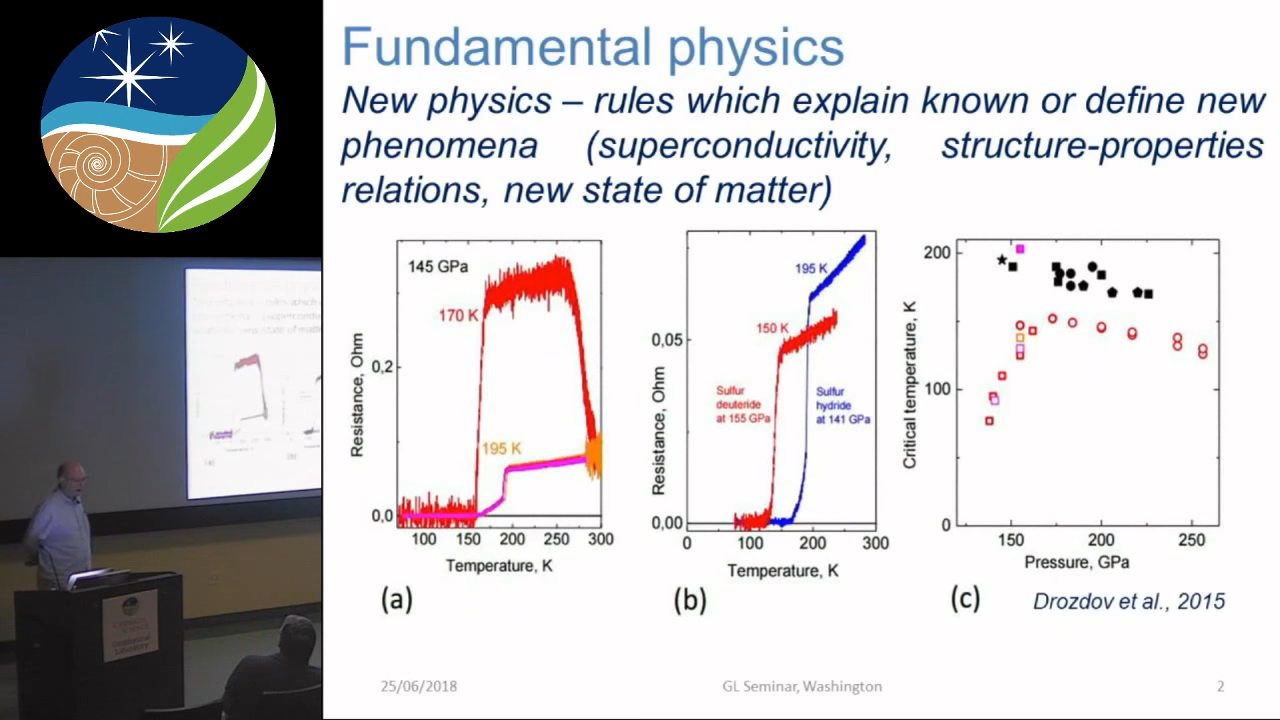 Fundamental physics
New physics – rules which explain known or define new
phenomena (superconductivity, structure-properties
relations, new state of matter)
145 GPa
170 K
195 K
0,2
0,0
100 150 200 250 300
Resistance, Ohm
Temperature, K
(a)
195 K
150 K
Sulfur
deuteride
at 155 GPa
Sulfur
hydride
at 141 GPa
0,05
0,00
0 100 200 300
Resistance, Ohm
Temperature, K
(b)
200
100
0
150 200 250
Critical temperature, K
Pressure, GPa
(c)
Drozdov et al., 2015
25/06/2018
GL Seminar, Washington
2